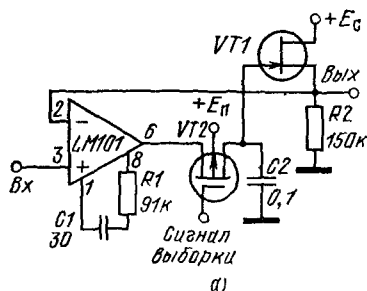 +Ec
VT1
Вых
2
+Eп
−
LM101
6
VT2
3
+
8
R2
150к
Вх
1
R1
91к
C2
0,1
C1
30
Сигнал
выборки
а)